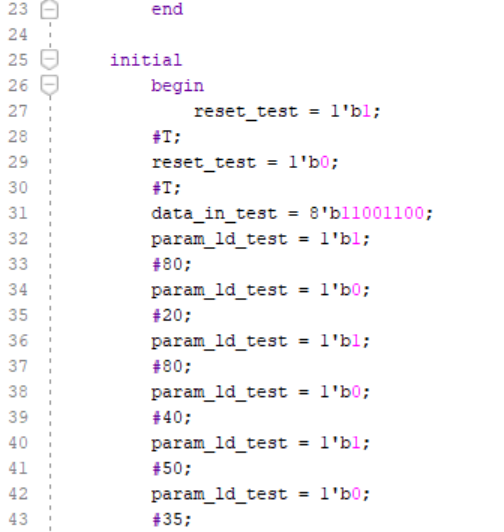 23 end
24
25 initial
26 begin
27 reset_test = 1'b1;
28 #T;
29 reset_test = 1'b0;
30 #T;
31 data_in_test = 8'b11001100;
32 param_ld_test = 1'b1;
33 #80;
34 param_ld_test = 1'b0;
35 #20;
36 param_ld_test = 1'b1;
37 #80;
38 param_ld_test = 1'b0;
39 #40;
40 param_ld_test = 1'b1;
41 #50;
42 param_ld_test = 1'b0;
43 #35;